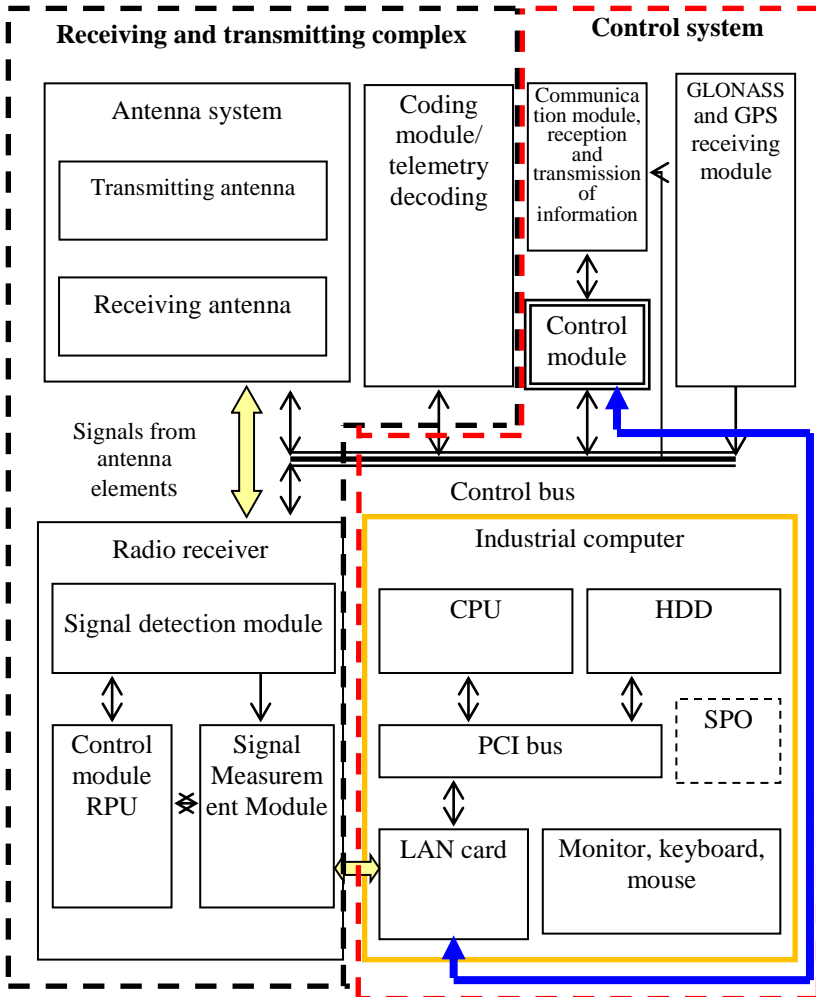 Receiving and transmitting complex
Control system
Antenna system
Transmitting antenna
Receiving antenna
Coding
module/
telemetry
decoding
Communica
tion module,
reception
and
transmission
of
information
GLONASS
and GPS
receiving
module
Control
module
Signals from
antenna
elements
Control bus
Radio receiver
Signal detection module
Control
module
RPU
Signal
Measurem
ent Module
Industrial computer
CPU
HDD
PCI bus
SPO
LAN card
Monitor, keyboard,
mouse